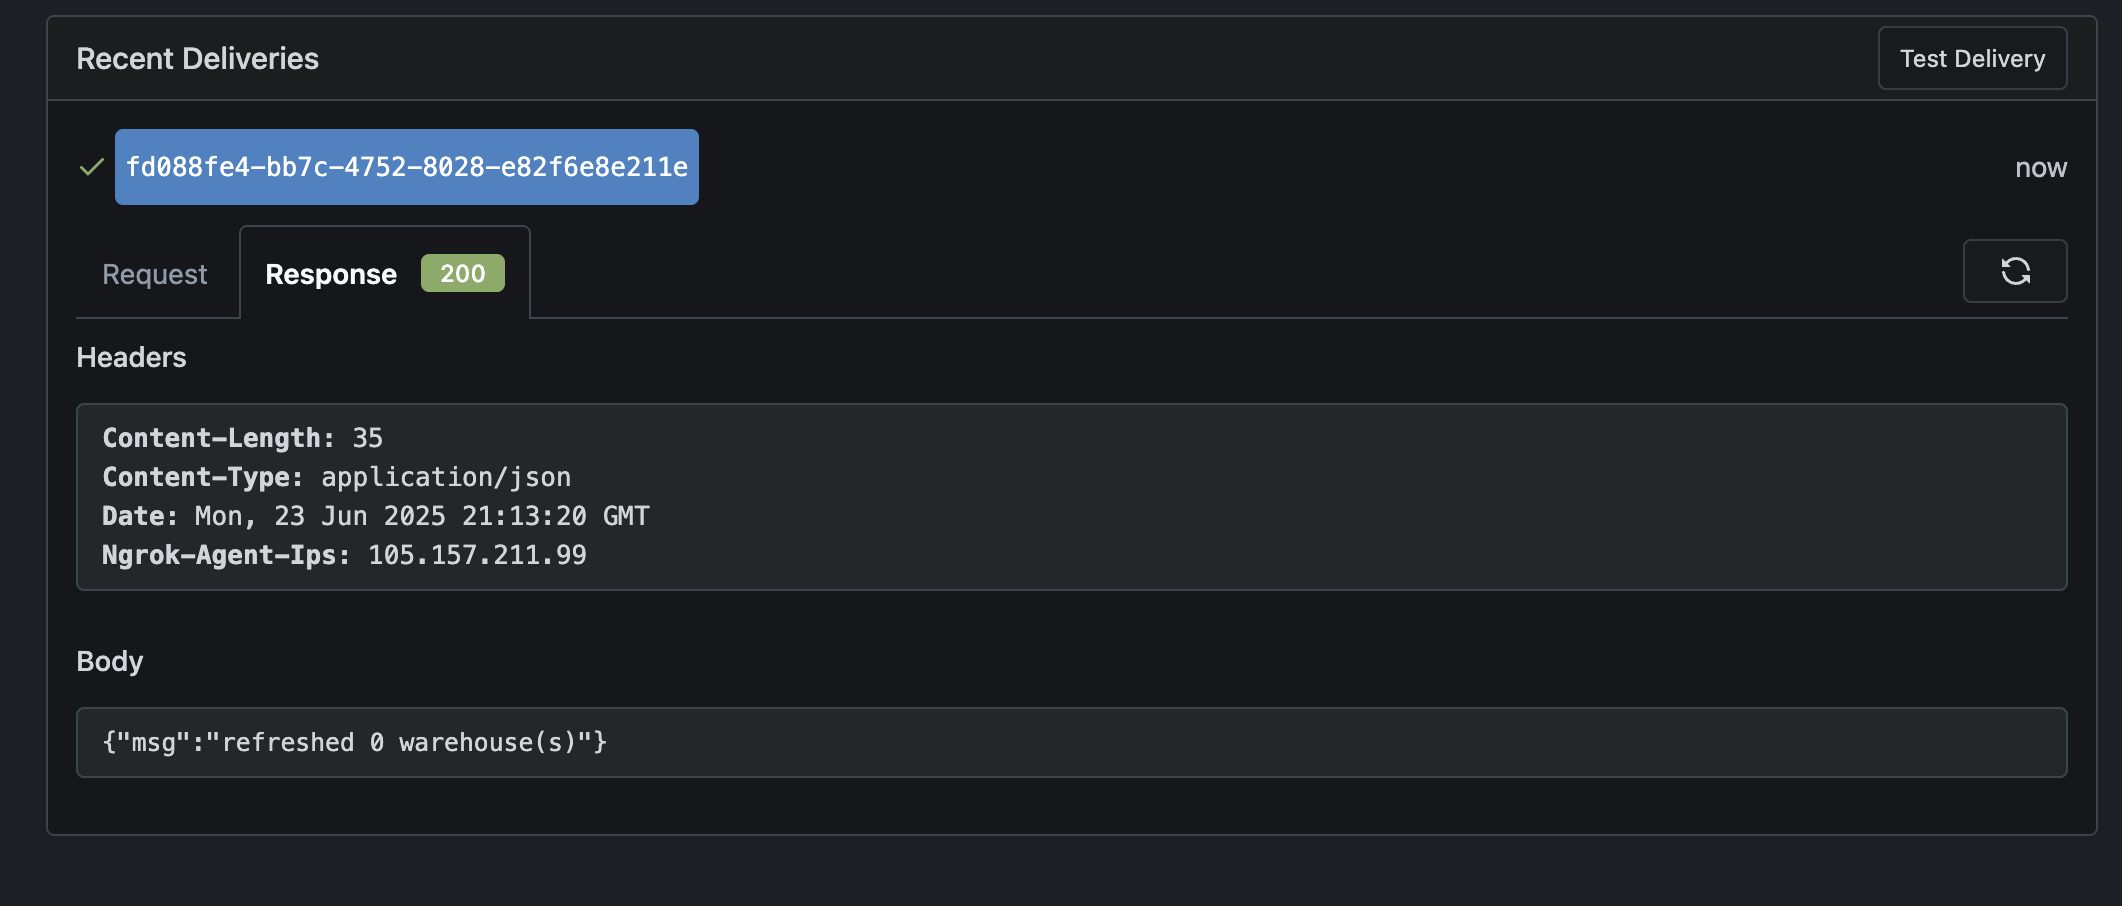 Recent Deliveries
Test Delivery
fd088fe4-bb7c-4752-8028-e82f6e8e211e
now
Request
Response 200
Headers
Content-Length: 35
Content-Type: application/json
Date: Mon, 23 Jun 2025 21:13:20 GMT
Ngrok-Agent-Ips: 105.157.211.99
Body
{"msg":"refreshed 0 warehouse(s)"}